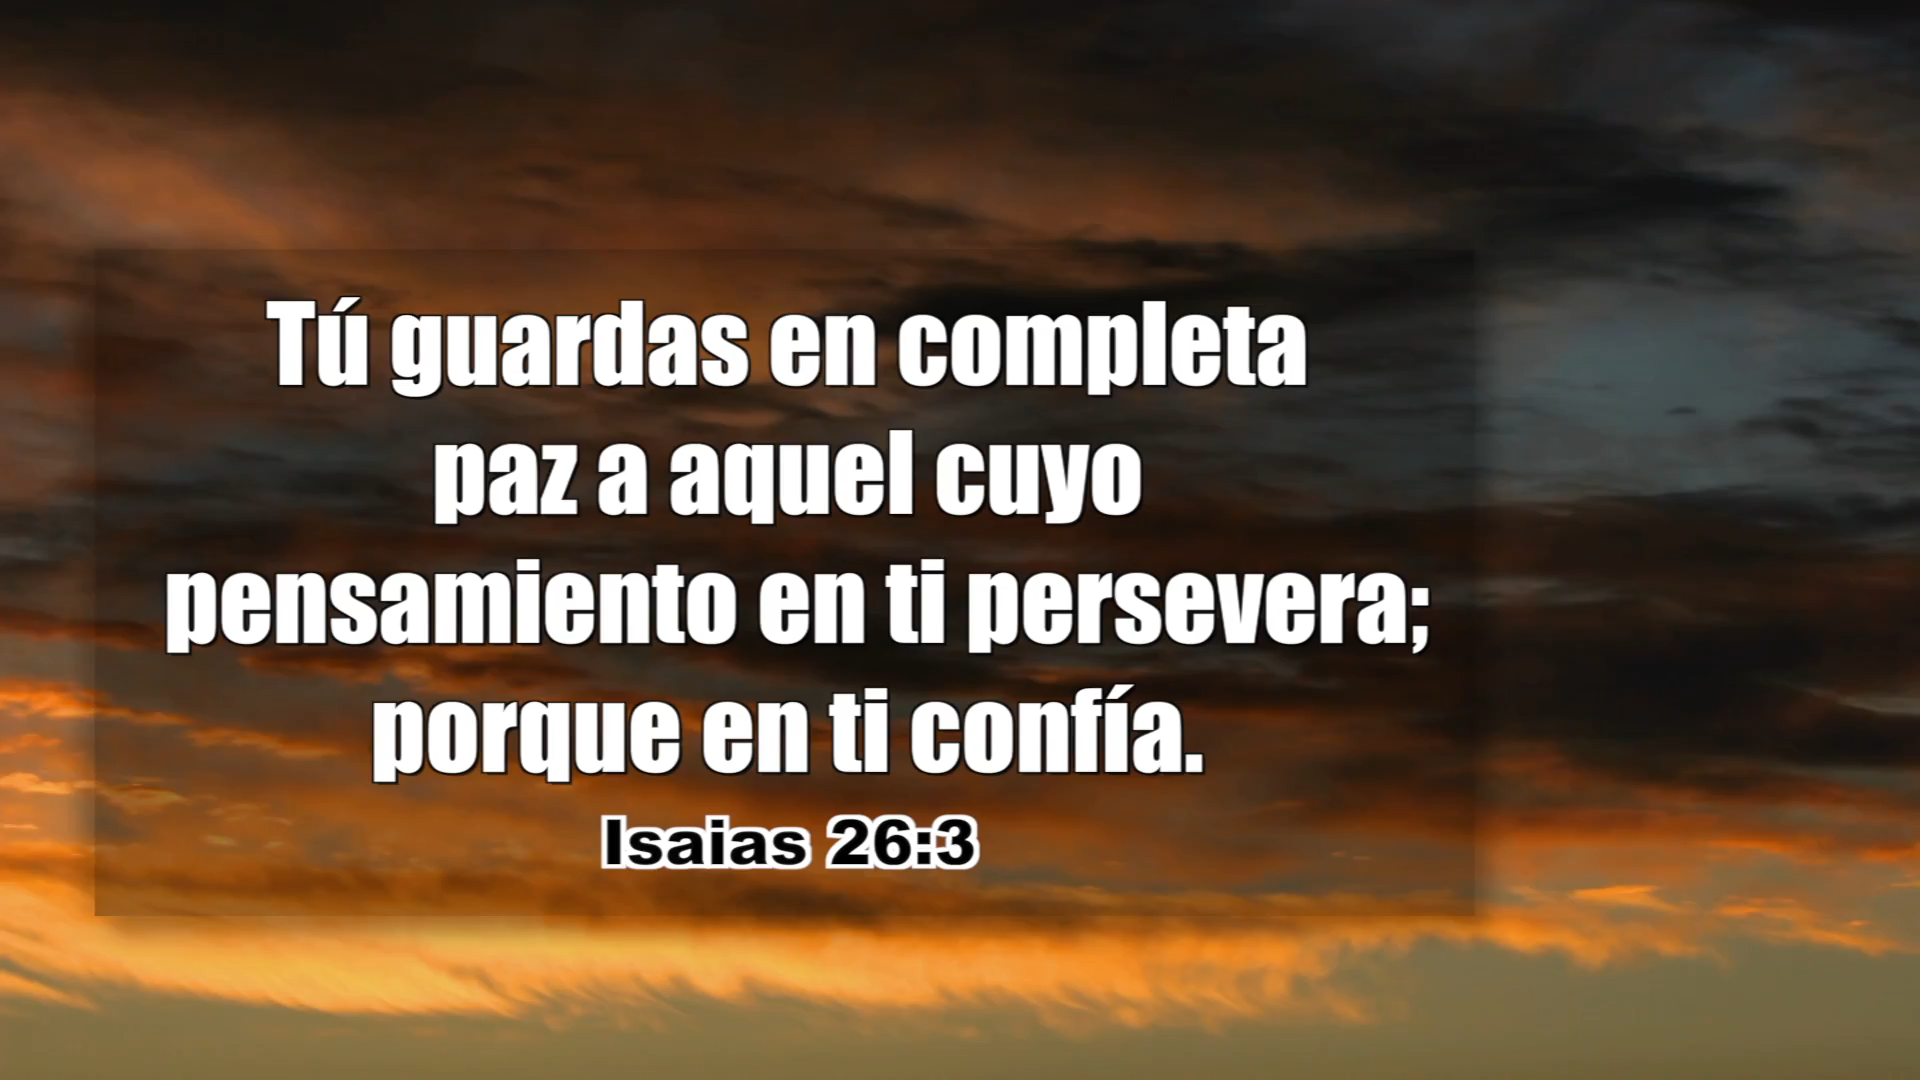 Tú guardas en completa
paz a aquel cuyo
pensamiento en ti persevera;
porque en ti confía.
Isaias 26:3